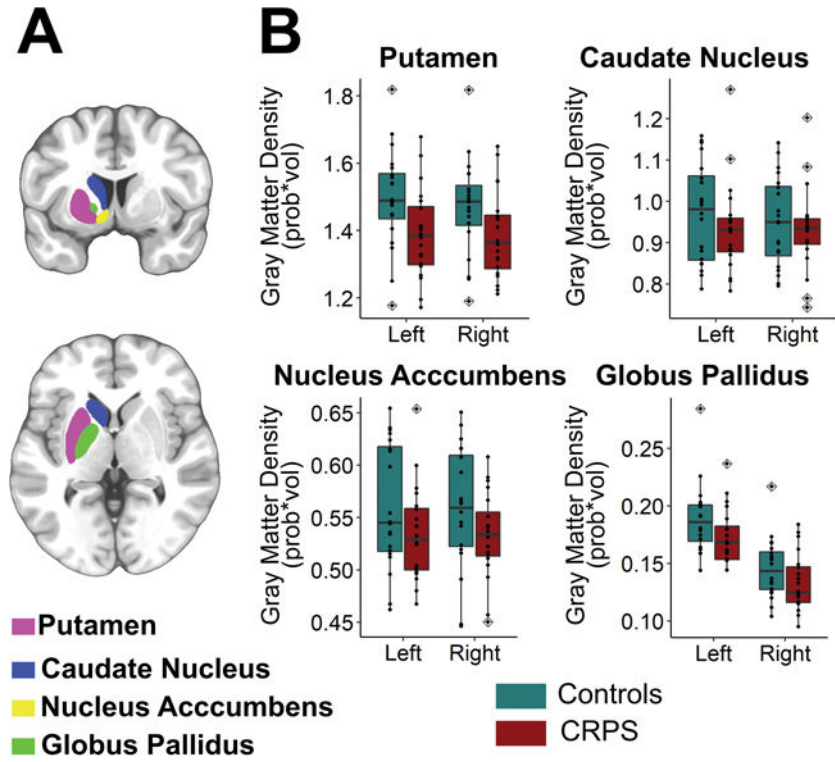 A
B
Putamen
Caudate Nucleus
Gray Matter Density
(prob*vol)
1.8
1.6
1.4
1.2
Left Right
Gray Matter Density
(prob*vol)
1.2
1.1
1.0
0.9
0.8
Left Right
Nucleus Acccumbens
Globus Pallidus
Gray Matter Density
(prob*vol)
0.65
0.60
0.55
0.50
0.45
Left Right
Gray Matter Density
(prob*vol)
0.25
0.20
0.15
0.10
Left Right
Putamen
Caudate Nucleus
Nucleus Acccumbens
Globus Pallidus
Controls
CRPS